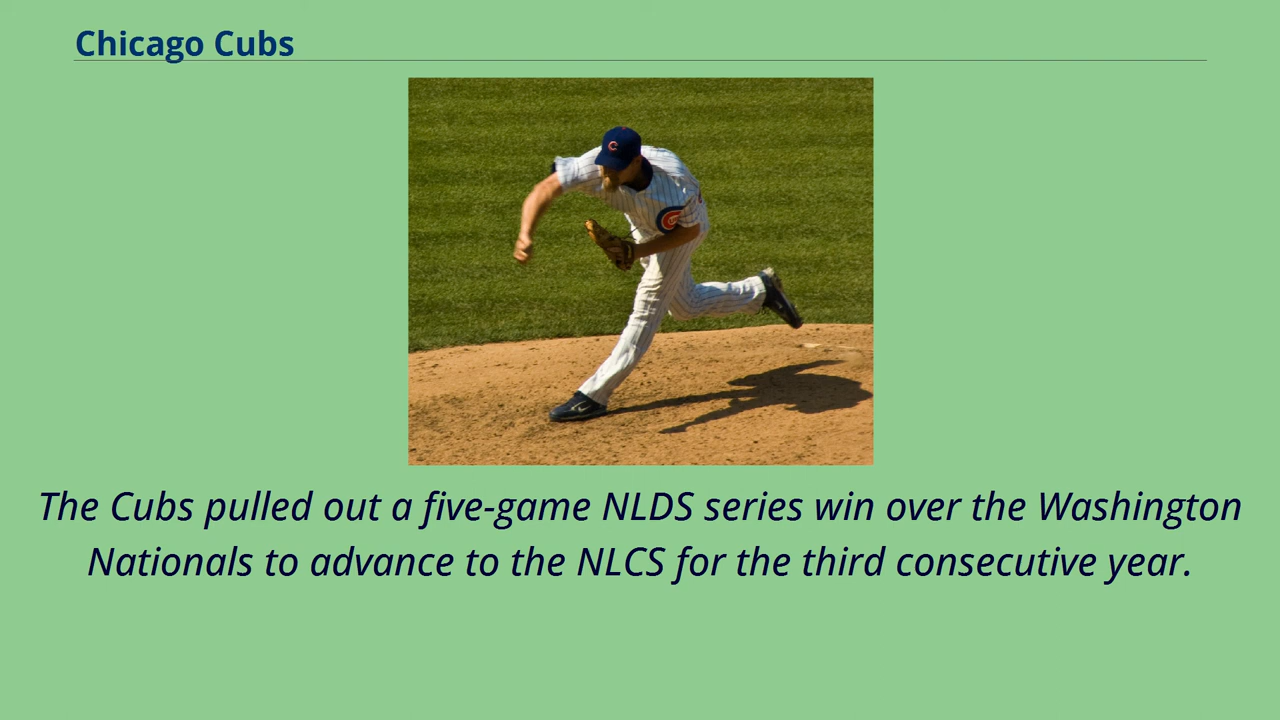 Chicago Cubs
The Cubs pulled out a five-game NLDS series win over the Washington
Nationals to advance to the NLCS for the third consecutive year.